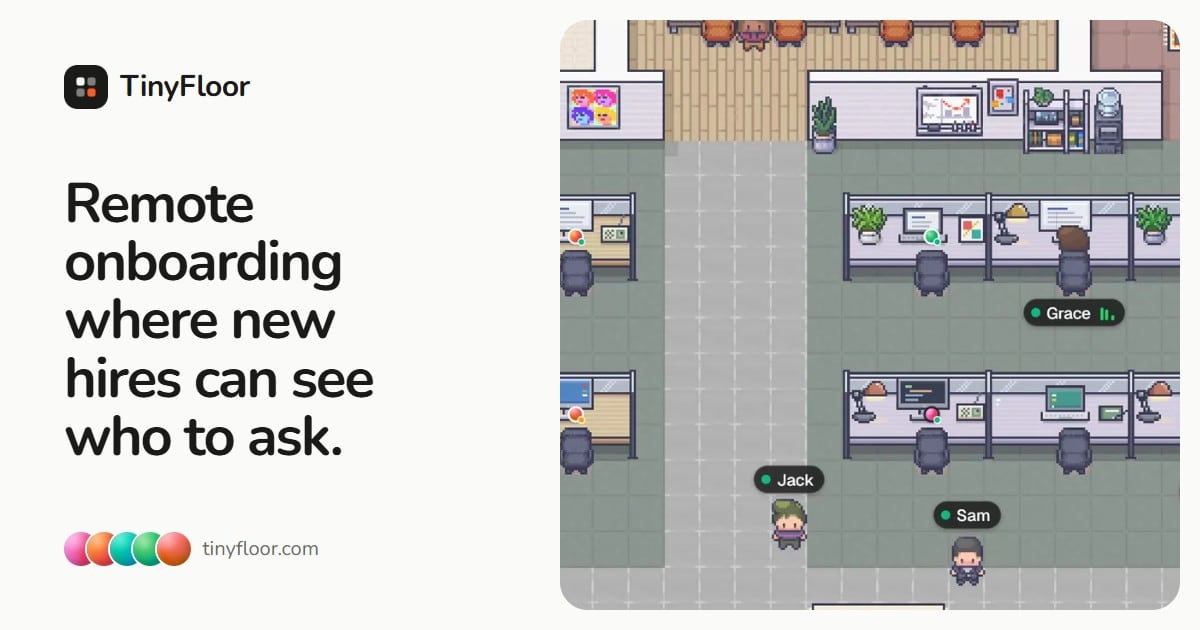 TinyFloor
Remote
onboarding
where new
hires can see
who to ask.
tinyfloor.com
Grace
Jack
Sam